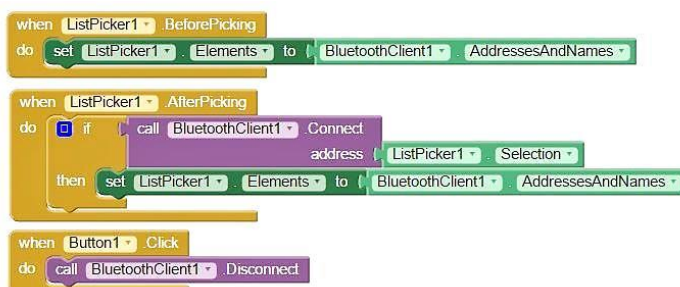 when ListPicker1 .BeforePicking
do set ListPicker1 . Elements to BluetoothClient1 . AddressesAndNames
when ListPicker1 .AfterPicking
do if call BluetoothClient1 .Connect
address ListPicker1 . Selection
then set ListPicker1 . Elements to BluetoothClient1 . AddressesAndNames
when Button1 .Click
do call BluetoothClient1 .Disconnect